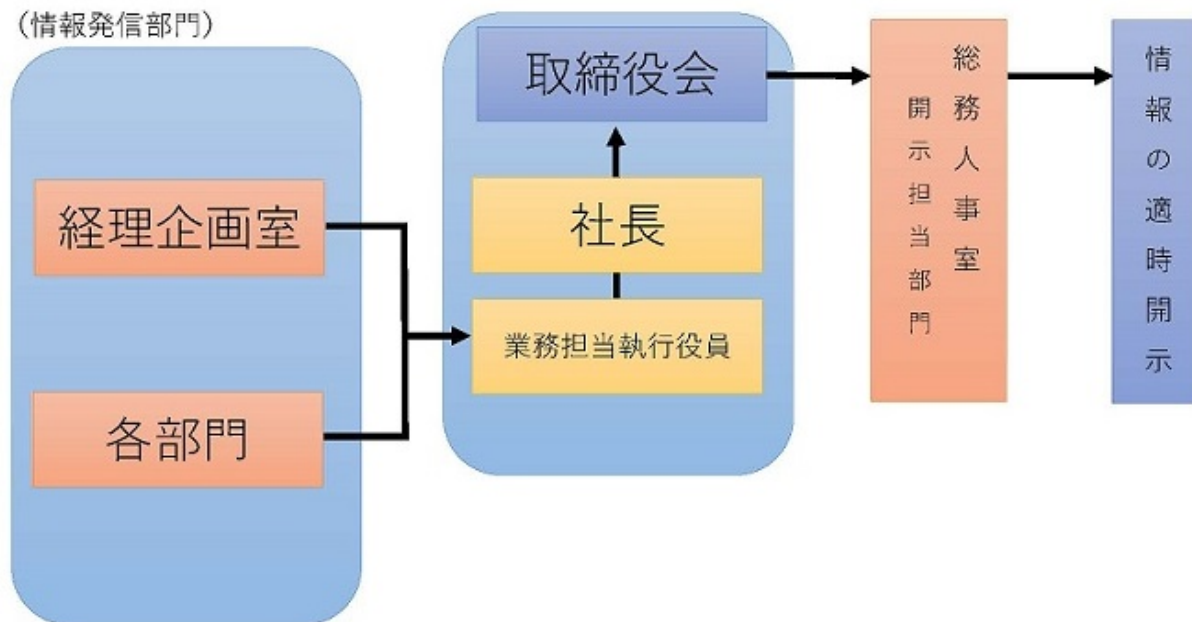 (情報発信部門)
経理企画室
各部門
取締役会
社長
業務担当執行役員
総務人事室
開示担当部門
情報の適時開示